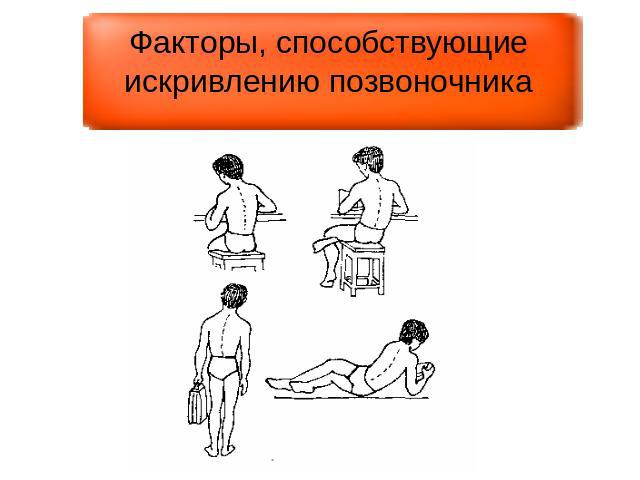 Факторы, способствующие
искривлению позвоночника